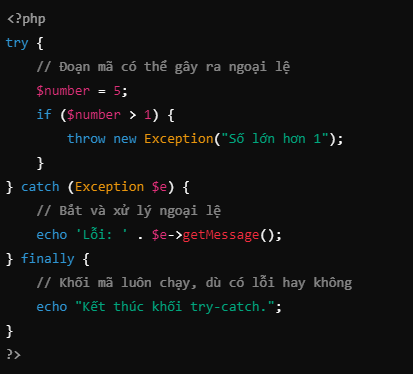 <?php
try {
    // Đoạn mã có thể gây ra ngoại lệ
    $number = 5;
    if ($number > 1) {
        throw new Exception("Số lớn hơn 1");
    }
} catch (Exception $e) {
    // Bắt và xử lý ngoại lệ
    echo 'Lỗi: ' . $e->getMessage();
} finally {
    // Khối mã luôn chạy, dù có lỗi hay không
    echo "Kết thúc khối try-catch.";
}
?>